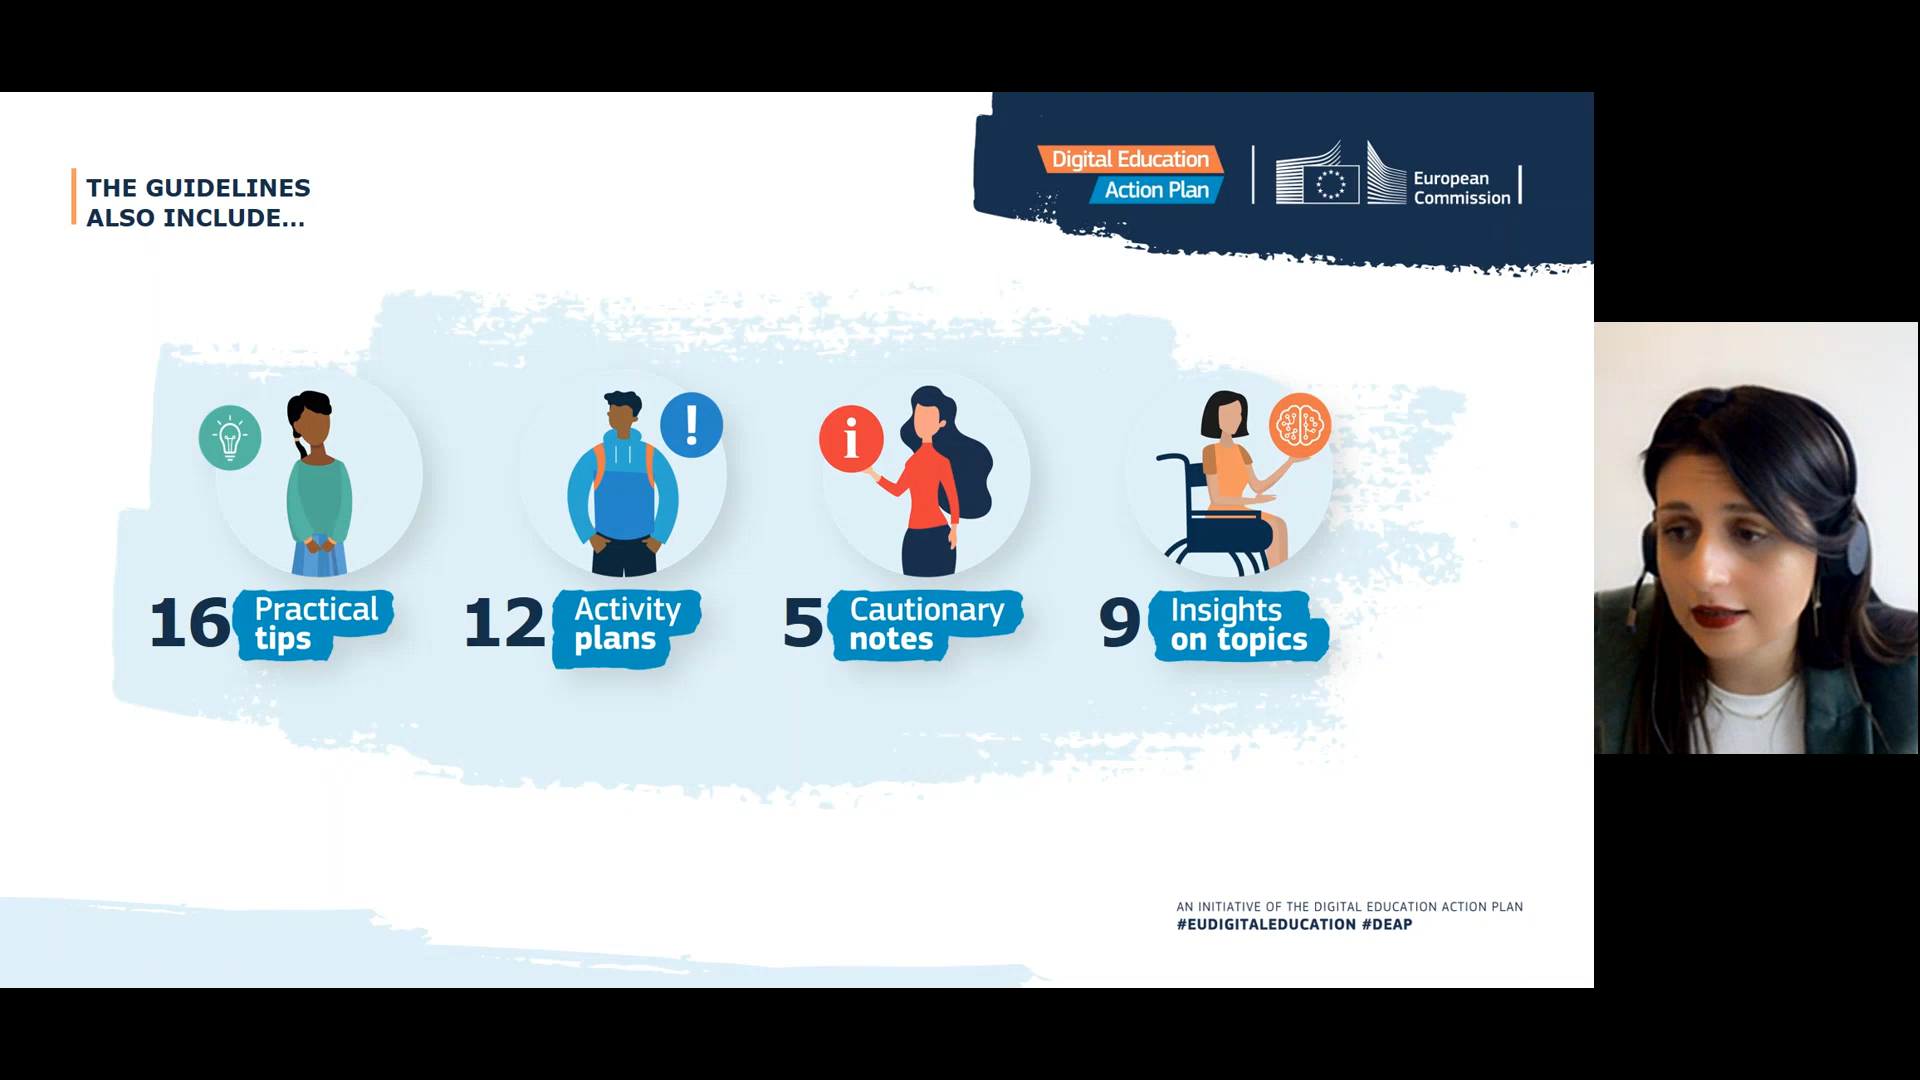 THE GUIDELINES
ALSO INCLUDE...
Digital Education
Action Plan
European
Commission
!
i
16 Practical
tips
12 Activity
plans
5 Cautionary
notes
9 Insights
on topics
AN INITIATIVE OF THE DIGITAL EDUCATION ACTION PLAN
#EUDIGITALEDUCATION #DEAP